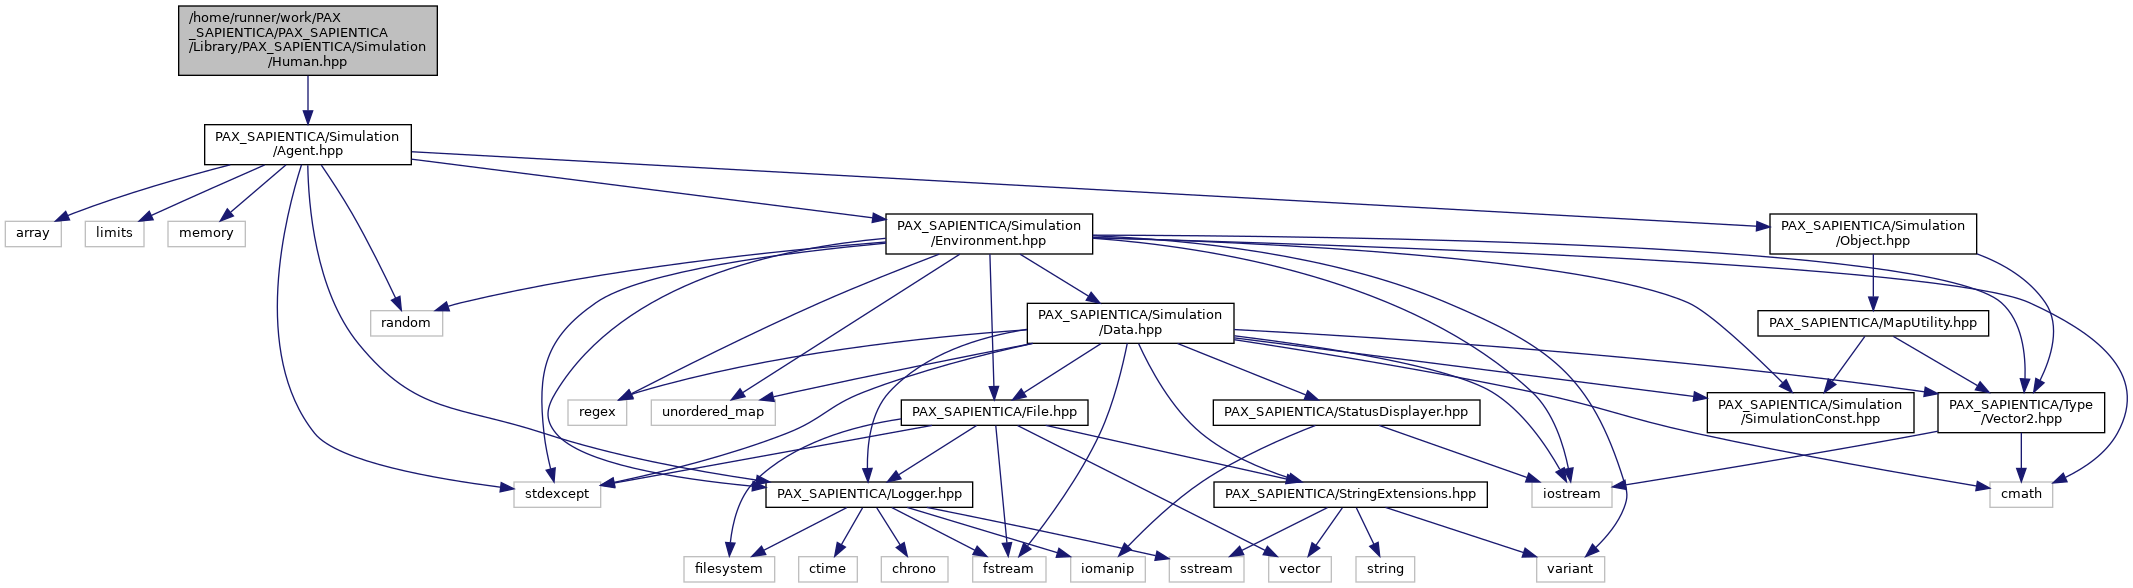 /home/runner/work/PAX
_SAPIENTICA/PAX_SAPIENTICA
/Library/PAX_SAPIENTICA/Simulation
/Human.hpp
PAX_SAPIENTICA/Simulation
/Agent.hpp
array
limits
memory
PAX_SAPIENTICA/Simulation
/Environment.hpp
PAX_SAPIENTICA/Simulation
/Object.hpp
random
PAX_SAPIENTICA/Simulation
/Data.hpp
PAX_SAPIENTICA/MapUtility.hpp
regex
unordered_map
PAX_SAPIENTICA/File.hpp
PAX_SAPIENTICA/StatusDisplayer.hpp
PAX_SAPIENTICA/Simulation
/SimulationConst.hpp
PAX_SAPIENTICA/Type
/Vector2.hpp
stdexcept
PAX_SAPIENTICA/Logger.hpp
PAX_SAPIENTICA/StringExtensions.hpp
iostream
cmath
filesystem
ctime
chrono
fstream
iomanip
sstream
vector
string
variant